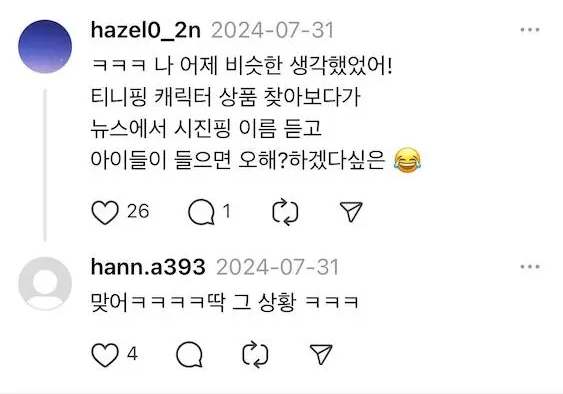 hazel0_2n 2024-07-31
ㅋㅋㅋ 나 어제 비슷한 생각했었어!
티니핑 캐릭터 상품 찾아보다가
뉴스에서 시진핑 이름 듣고
아이들이 들으면 오해?하겠다싶은 😂
26 1
hann.a393 2024-07-31
맞어ㅋㅋㅋㅋ딱 그 상황 ㅋㅋㅋ
4